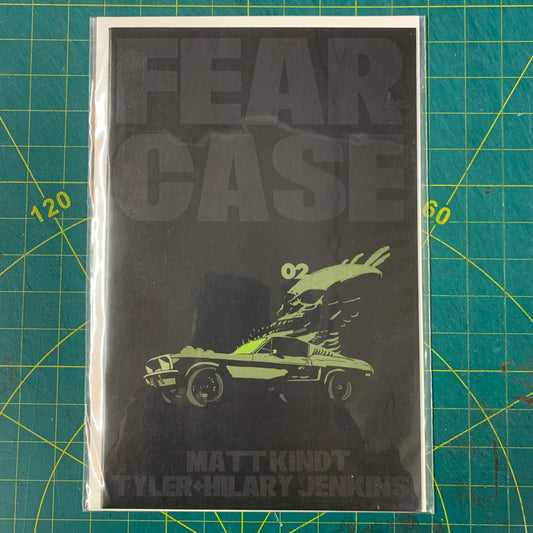 FEAR
CASE
120
60
02
MATT KINDT
TYLER+HILARY JENKINS